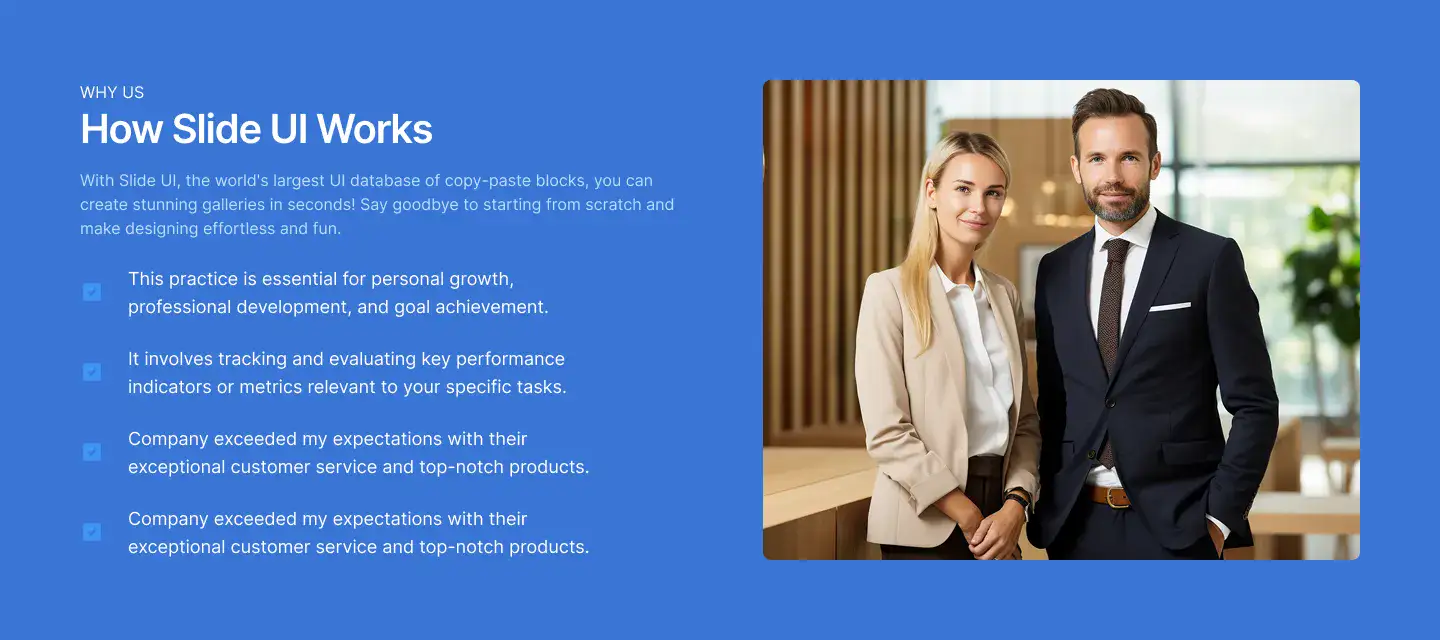 WHY US
How Slide UI Works
With Slide UI, the world's largest UI database of copy-paste blocks, you can
create stunning galleries in seconds! Say goodbye to starting from scratch and
make designing effortless and fun.
This practice is essential for personal growth,
professional development, and goal achievement.
It involves tracking and evaluating key performance
indicators or metrics relevant to your specific tasks.
Company exceeded my expectations with their
exceptional customer service and top-notch products.
Company exceeded my expectations with their
exceptional customer service and top-notch products.